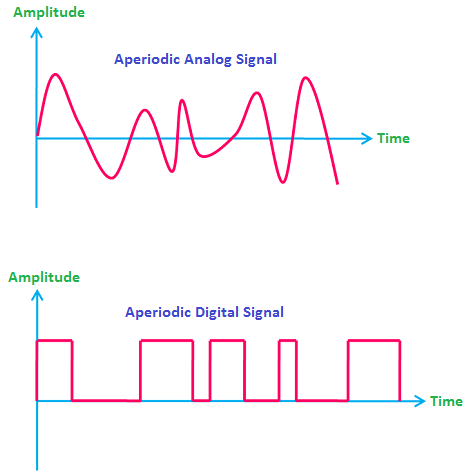 Amplitude
Aperiodic Analog Signal
Time
Amplitude
Aperiodic Digital Signal
Time